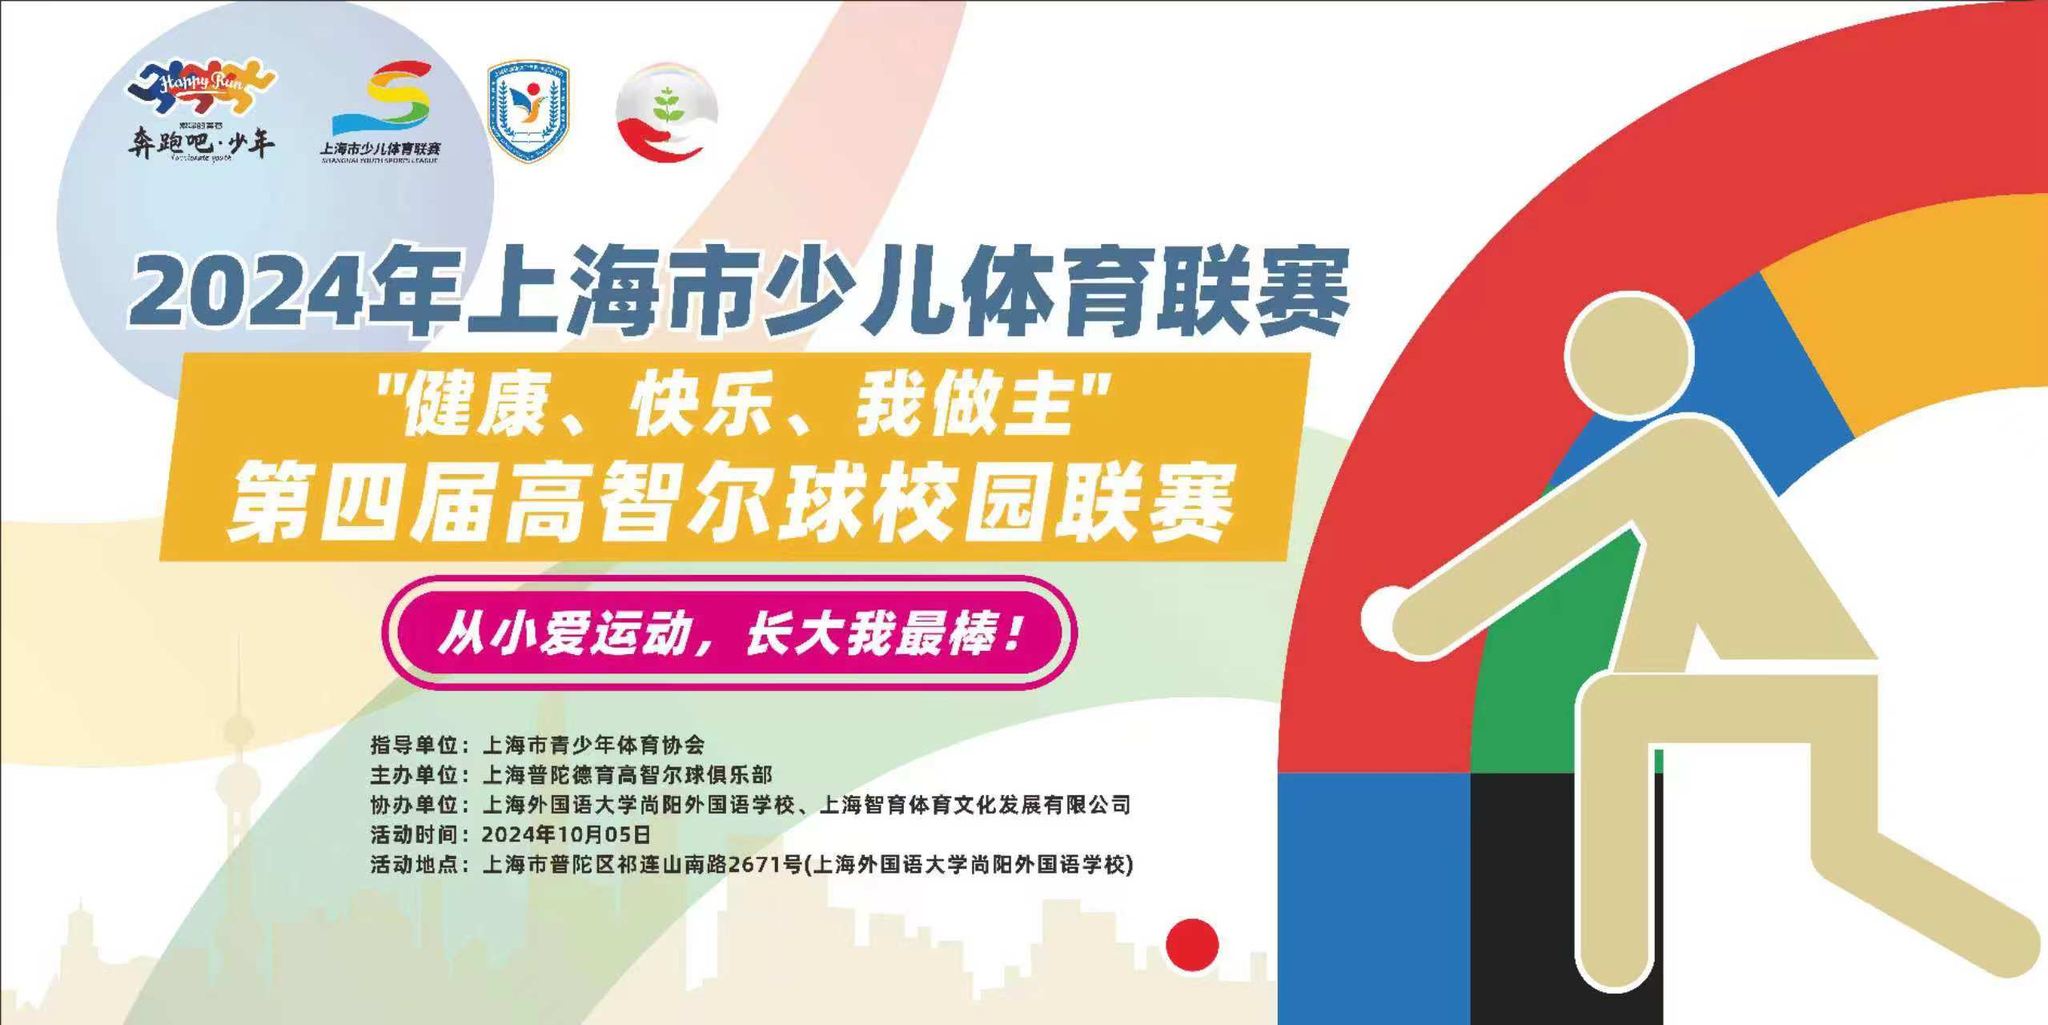 Happy Run
奔跑吧·少年
上海市少儿体育联赛
SHANGHAI YOUTH SPORTS LEAGUE
2024年上海市少儿体育联赛
"健康、快乐、我做主"
第四届高智尔球校园联赛
从小爱运动，长大我最棒！
指导单位：上海市青少年体育协会
主办单位：上海普陀德育高智尔球俱乐部
协办单位：上海外国语大学尚阳外国语学校、上海智育体育文化发展有限公司
活动时间：2024年10月05日
活动地点：上海市普陀区祁连山南路2671号(上海外国语大学尚阳外国语学校)